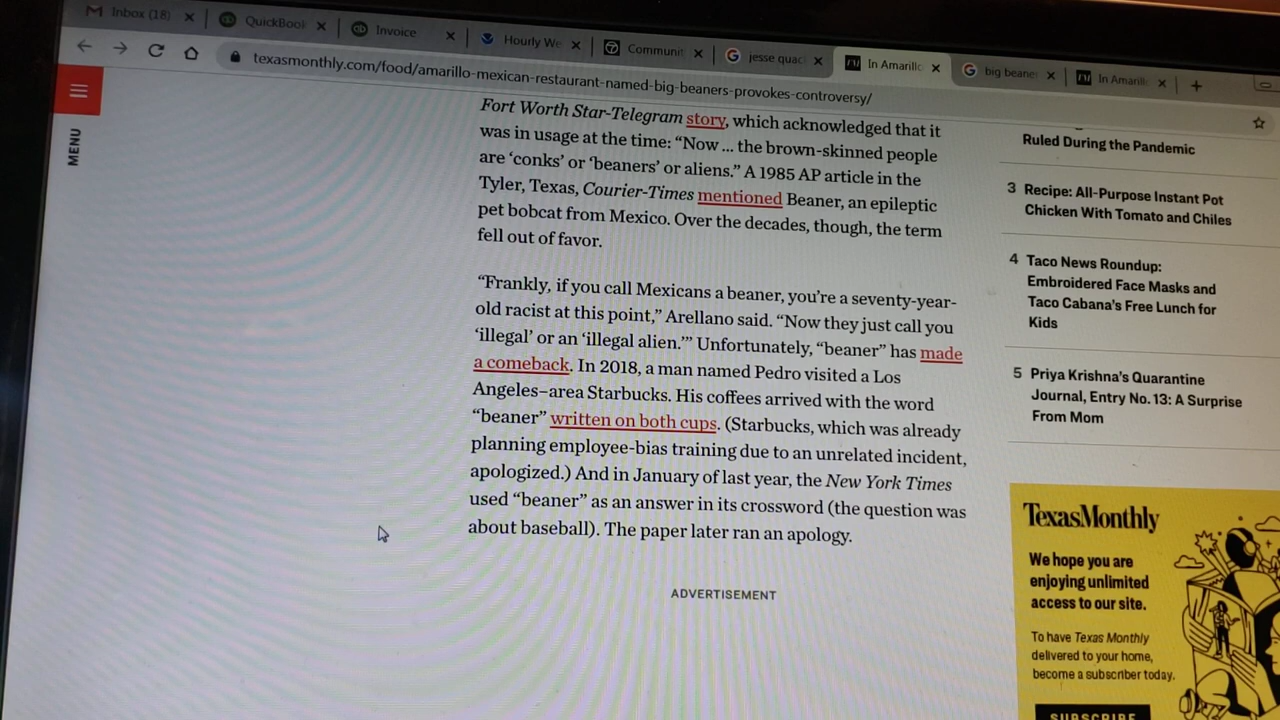 Inbox (18)
QuickBool
Invoice
Hourly We
Communit
jesse quac
In Amarillo
big beane
In Amarill
texasmonthly.com/food/amarillo-mexican-restaurant-named-big-beaners-provokes-controversy/
MENU
Fort Worth Star-Telegram story, which acknowledged that it
was in usage at the time: “Now ... the brown-skinned people
are ‘conks’ or ‘beaners’ or aliens.” A 1985 AP article in the
Tyler, Texas, Courier-Times mentioned Beaner, an epileptic
pet bobcat from Mexico. Over the decades, though, the term
fell out of favor.
“Frankly, if you call Mexicans a beaner, you’re a seventy-year-
old racist at this point,” Arellano said. “Now they just call you
‘illegal’ or an ‘illegal alien.’” Unfortunately, “beaner” has made
a comeback. In 2018, a man named Pedro visited a Los
Angeles–area Starbucks. His coffees arrived with the word
“beaner” written on both cups. (Starbucks, which was already
planning employee-bias training due to an unrelated incident,
apologized.) And in January of last year, the New York Times
used “beaner” as an answer in its crossword (the question was
about baseball). The paper later ran an apology.
ADVERTISEMENT
Ruled During the Pandemic
3 Recipe: All-Purpose Instant Pot
Chicken With Tomato and Chiles
4 Taco News Roundup:
Embroidered Face Masks and
Taco Cabana’s Free Lunch for
Kids
5 Priya Krishna’s Quarantine
Journal, Entry No. 13: A Surprise
From Mom
TexasMonthly
We hope you are
enjoying unlimited
access to our site.
To have Texas Monthly
delivered to your home,
become a subscriber today.
SUBSCRIBE